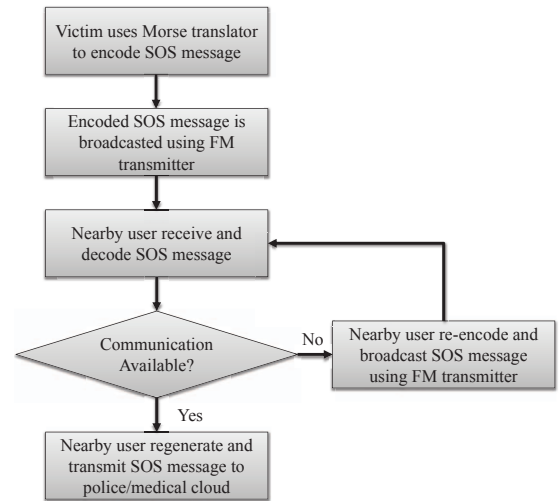 Victim uses Morse translator
to encode SOS message
Encoded SOS message is
broadcasted using FM
transmitter
Nearby user receive and
decode SOS message
Communication
Available?
No
Nearby user re-encode and
broadcast SOS message
using FM transmitter
Yes
Nearby user regenerate and
transmit SOS message to
police/medical cloud